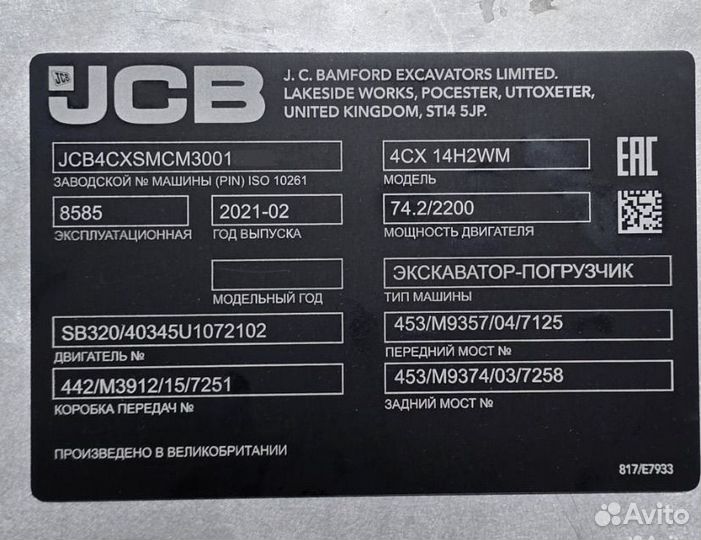 JCB
JCB
J. C. BAMFORD EXCAVATORS LIMITED.
LAKESIDE WORKS, POCESTER, UTTOXETER,
UNITED KINGDOM, STI4 5JP.
JCB4CXSMCM3001
ЗАВОДСКОЙ № МАШИНЫ (PIN) ISO 10261
4CX 14H2WM
МОДЕЛЬ
EAC
8585
ЭКСПЛУАТАЦИОННАЯ
2021-02
ГОД ВЫПУСКА
74.2/2200
МОЩНОСТЬ ДВИГАТЕЛЯ
МОДЕЛЬНЫЙ ГОД
ЭКСКАВАТОР-ПОГРУЗЧИК
ТИП МАШИНЫ
SB320/40345U1072102
ДВИГАТЕЛЬ №
453/M9357/04/7125
ПЕРЕДНИЙ МОСТ №
442/M3912/15/7251
КОРОБКА ПЕРЕДАЧ №
453/M9374/03/7258
ЗАДНИЙ МОСТ №
ПРОИЗВЕДЕНО В ВЕЛИКОБРИТАНИИ
817/E7933
Avito